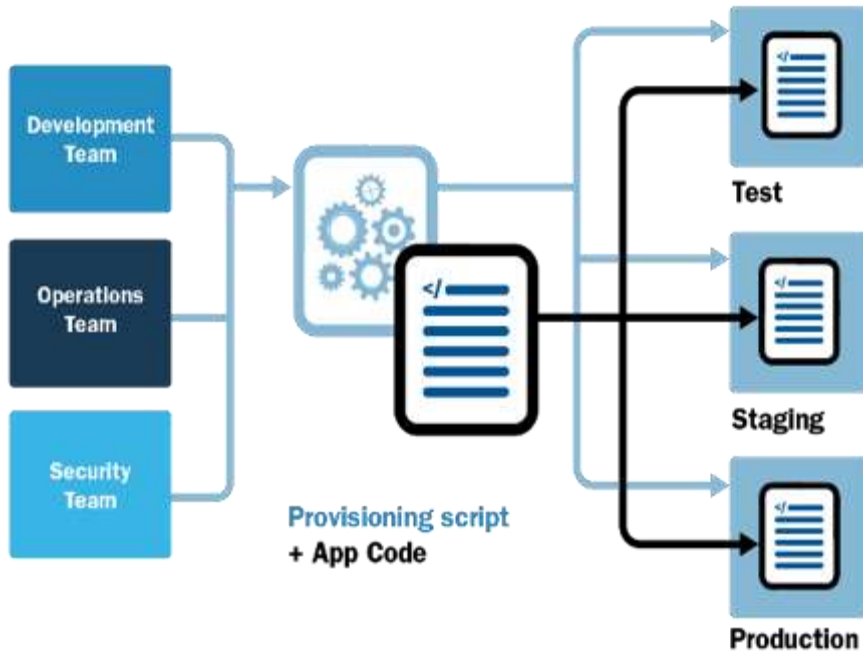 Development
Team
Operations
Team
Security
Team
</>
Provisioning script
+ App Code
</>
Test
</>
Staging
</>
Production